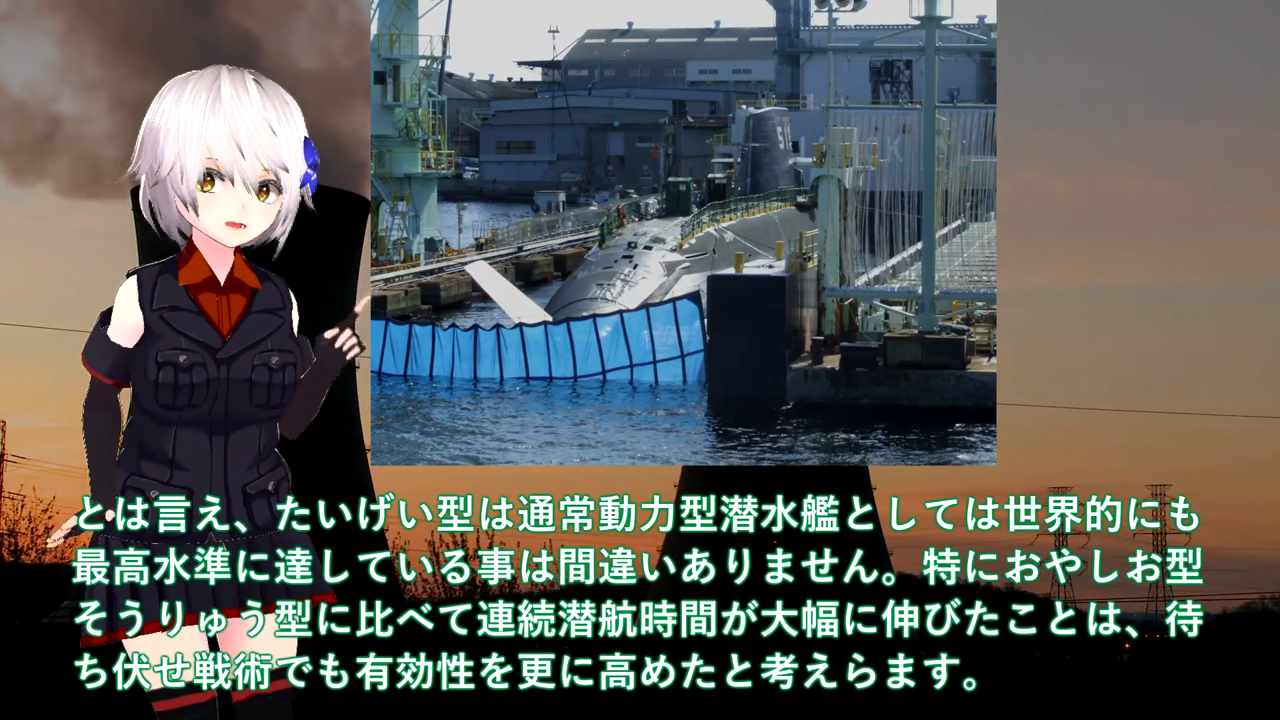 とは言え、たいげい型は通常動力型潜水艦としては世界的にも
最高水準に達している事は間違いありません。特におやしお型
そうりゅう型に比べて連続潜航時間が大幅に伸びたことは、待
ち伏せ戦術でも有効性を更に高めたと考えらます。